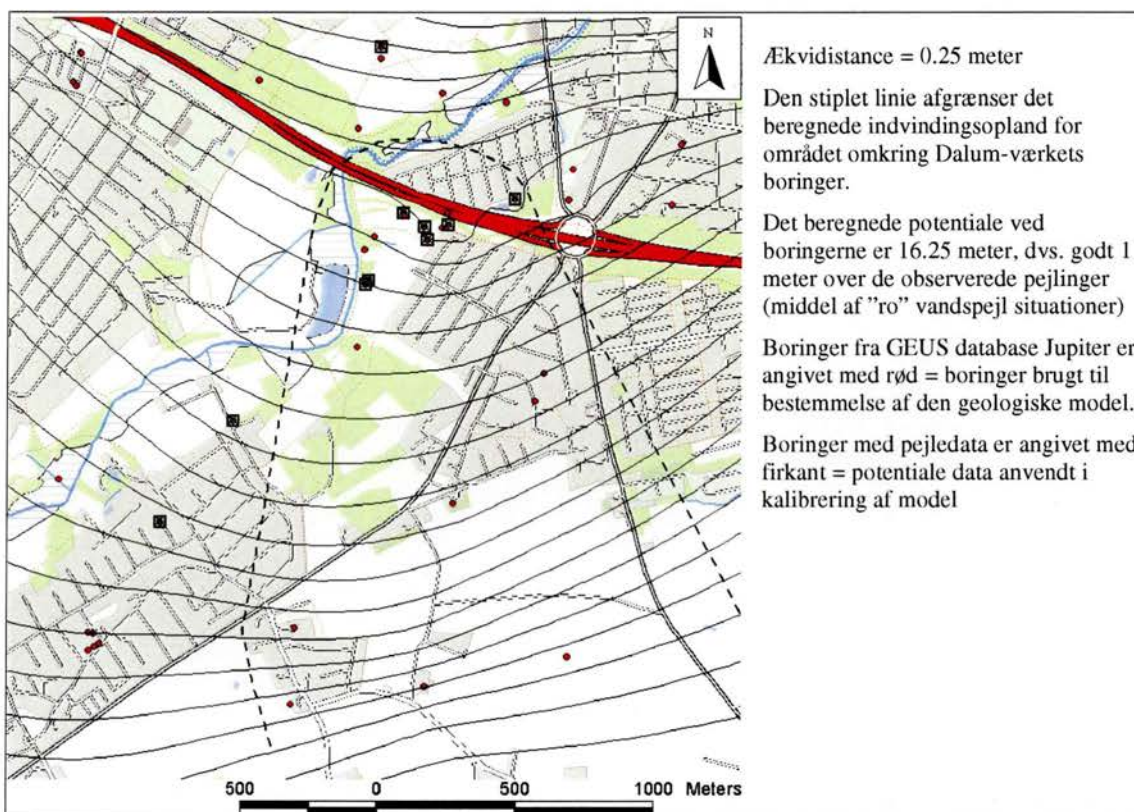 N
Ækvidistance = 0.25 meter
Den stiplet linie afgrænser det
beregnede indvindingsopland for
området omkring Dalum-værkets
boringer.
Det beregnede potentiale ved
boringerne er 16.25 meter, dvs. godt 1
meter over de observerede pejlinger
(middel af ”ro” vandspejl situationer)
Boringer fra GEUS database Jupiter er
angivet med rød = boringer brugt til
bestemmelse af den geologiske model.
Boringer med pejledata er angivet med
firkant = potentiale data anvendt i
kalibrering af model
500 0 500 1000 Meters